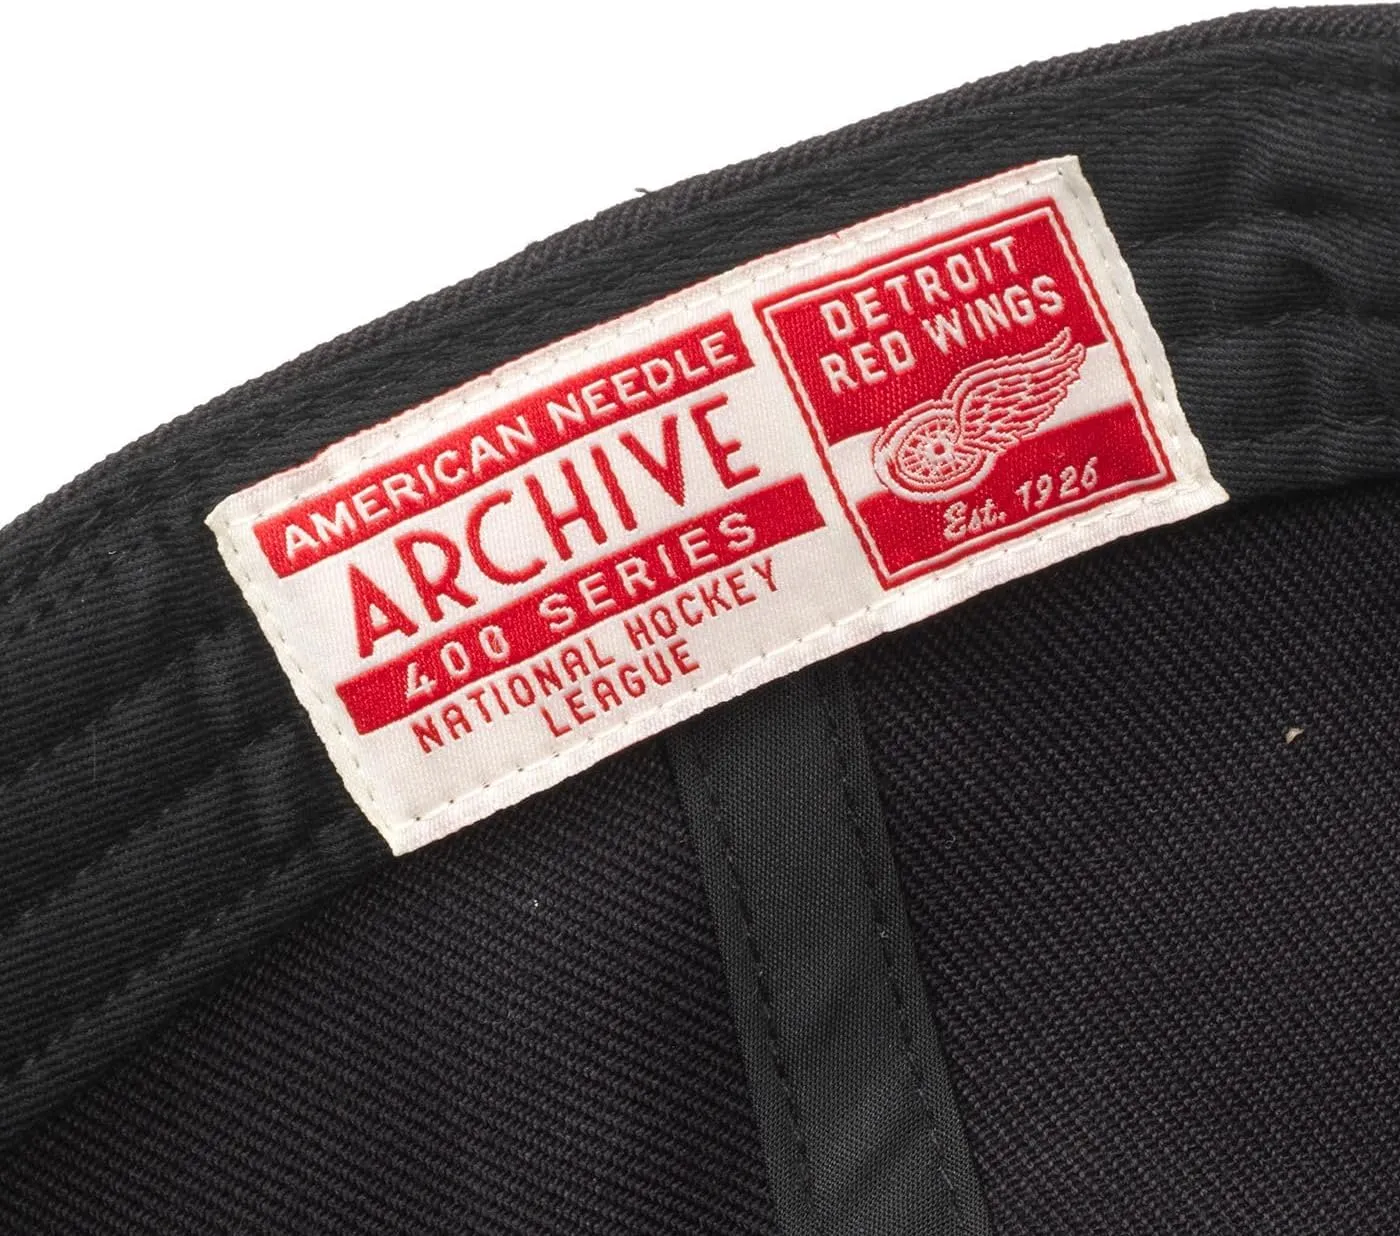 AMERICAN NEEDLE
ARCHIVE
400 SERIES
NATIONAL HOCKEY
LEAGUE
DETROIT
RED WINGS
Est. 1926